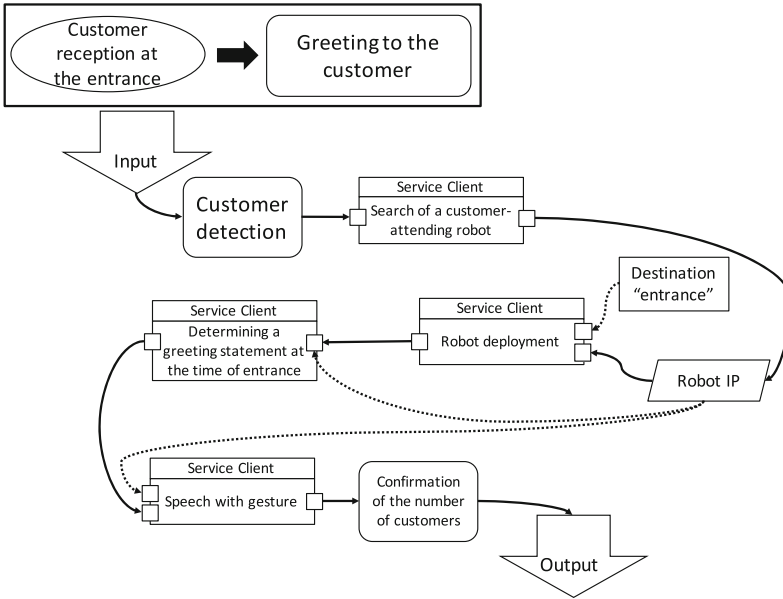 Customer
reception at
the entrance
Greeting to the
customer
Input
Customer
detection
Service Client
Search of a customer-
attending robot
Destination
“entrance”
Service Client
Robot deployment
Service Client
Determining a
greeting statement at
the time of entrance
Robot IP
Service Client
Speech with gesture
Confirmation
of the number
of customers
Output